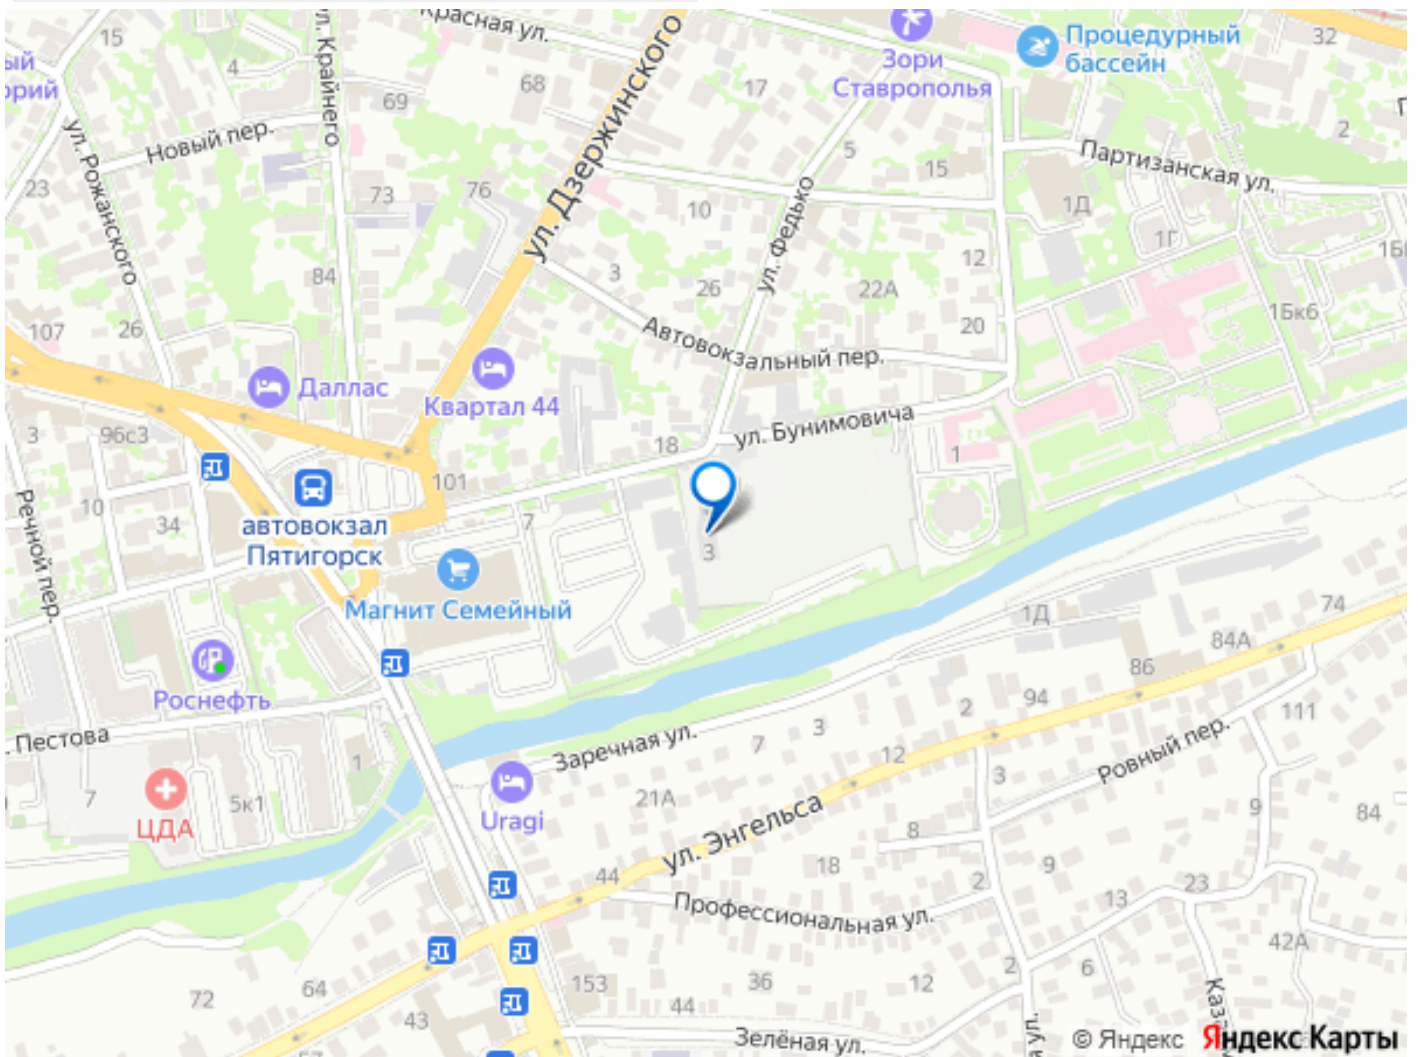 Красная ул.
15
32
Процедурный
бассейн
Зори
Ставрополья
4
ул. Крайнего
69
68
17
ул. Дзержинского
2
Новый пер.
ул. Рожанского
5
15
Партизанская ул.
23
73
76
10
ул. Федько
1Д
1Г
12
3
26
22А
84
1Бк6
107
26
20
Автовокзальный пер.
Даллас
Квартал 44
3
96с3
18
ул. Бунимовича
1
101
10
34
автовокзал
Пятигорск
7
3
Речной пер.
Магнит Семейный
1Д
74
84А
86
Роснефть
94
2
111
Пестова
Заречная ул.
7
3
12
Ровный пер.
1
3
7
5к1
ЦДА
Uragi
21А
ул. Энгельса
9
84
8
18
9
44
2
13
23
Профессиональная ул.
42А
72
64
153
36
12
2
6
44
43
Зелёная ул.
© Яндекс Яндекс Карты